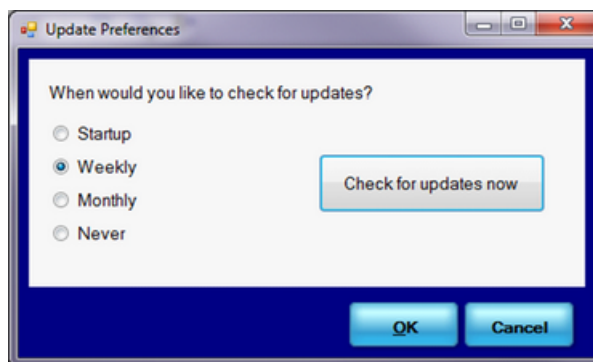 Update Preferences
When would you like to check for updates?
Startup
Weekly
Check for updates now
Monthly
Never
OK
Cancel